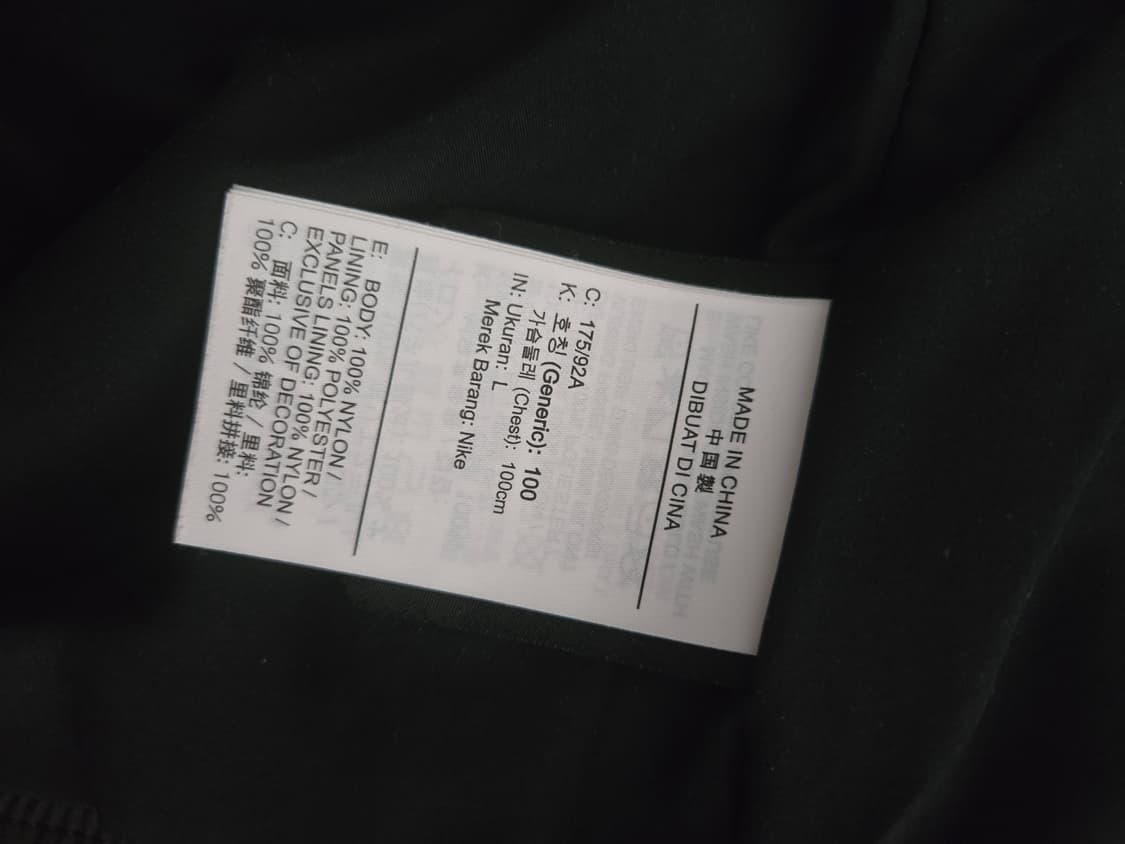 MADE IN CHINA
中国製
DIBUAT DI CINA
C: 175/92A
K: 호칭 (Generic): 100
가슴둘레 (Chest): 100cm
IN: Ukuran: L
Merek Barang: Nike
E: BODY: 100% NYLON /
LINING: 100% POLYESTER /
PANELS LINING: 100% NYLON /
EXCLUSIVE OF DECORATION
C: 面料: 100% 锦纶 / 里料:
100% 聚酯纤维 / 里料拼接: 100%